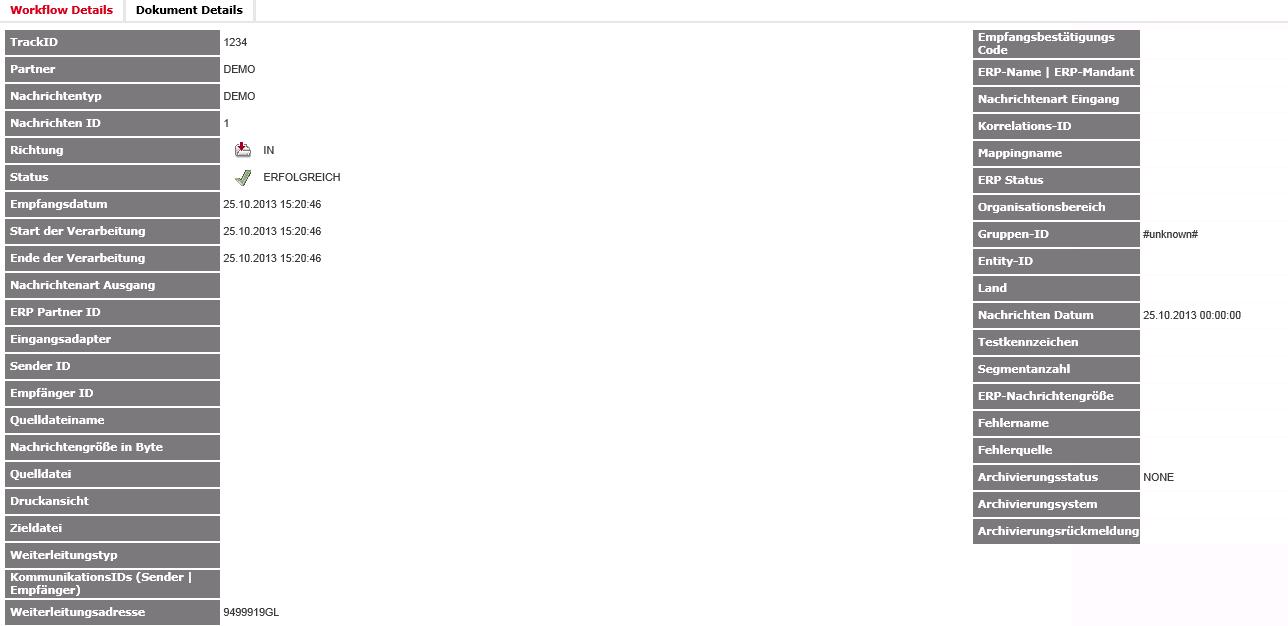 Workflow Details
Dokument Details
TrackID 1234
Partner DEMO
Nachrichtentyp DEMO
Nachrichten ID 1
Richtung IN
Status ERFOLGREICH
Empfangsdatum 25.10.2013 15:20:46
Start der Verarbeitung 25.10.2013 15:20:46
Ende der Verarbeitung 25.10.2013 15:20:46
Nachrichtenart Ausgang
ERP Partner ID
Eingangsadapter
Sender ID
Empfänger ID
Quelldateiname
Nachrichtengröße in Byte
Quelldatei
Druckansicht
Zieldatei
Weiterleitungstyp
KommunikationsIDs (Sender |
Empfänger)
Weiterleitungsadresse 9499919GL
Empfangsbestätigungs
Code
ERP-Name | ERP-Mandant
Nachrichtenart Eingang
Korrelations-ID
Mappingname
ERP Status
Organisationsbereich
Gruppen-ID #unknown#
Entity-ID
Land
Nachrichten Datum 25.10.2013 00:00:00
Testkennzeichen
Segmentanzahl
ERP-Nachrichtengröße
Fehlername
Fehlerquelle
Archivierungsstatus NONE
Archivierungsystem
Archivierungsrückmeldung